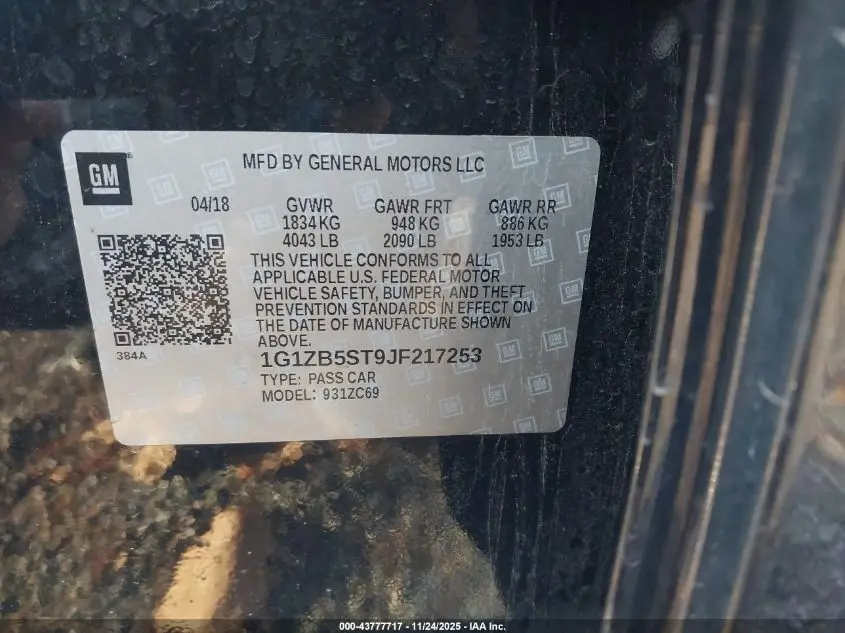 GM
MFD BY GENERAL MOTORS LLC
04/18 GVWR GAWR FRT GAWR RR
1834 KG 948 KG 886 KG
4043 LB 2090 LB 1953 LB
THIS VEHICLE CONFORMS TO ALL
APPLICABLE U.S. FEDERAL MOTOR
VEHICLE SAFETY, BUMPER, AND THEFT
PREVENTION STANDARDS IN EFFECT ON
THE DATE OF MANUFACTURE SHOWN
ABOVE.
384A
1G1ZB5ST9JF217253
TYPE: PASS CAR
MODEL: 931ZC69
000-43777717 - 11/24/2025 - IAA Inc.